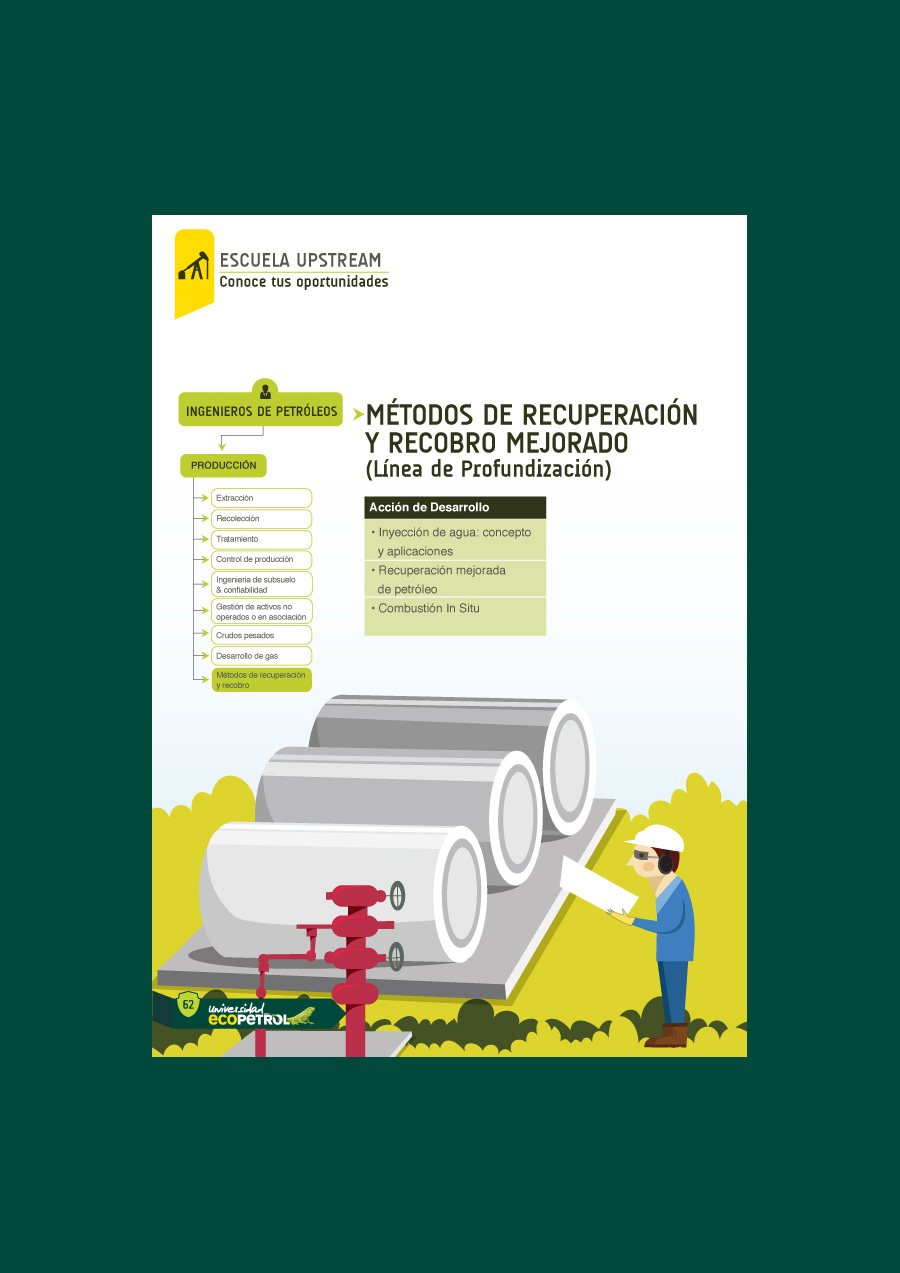 ESCUELA UPSTREAM
Conoce tus oportunidades
INGENIEROS DE PETRÓLEOS
PRODUCCIÓN
Extracción
Recolección
Tratamiento
Control de producción
Ingenieria de subsuelo
& confiabilidad
Gestión de activos no
operados o en asociación
Crudos pesados
Desarrollo de gas
Métodos de recuperación
y recobro
MÉTODOS DE RECUPERACIÓN
Y RECOBRO MEJORADO
(Línea de Profundización)
Acción de Desarrollo
• Inyección de agua: concepto
y aplicaciones
• Recuperación mejorada
de petróleo
• Combustión In Situ
62
Universidad
ECOPETROL